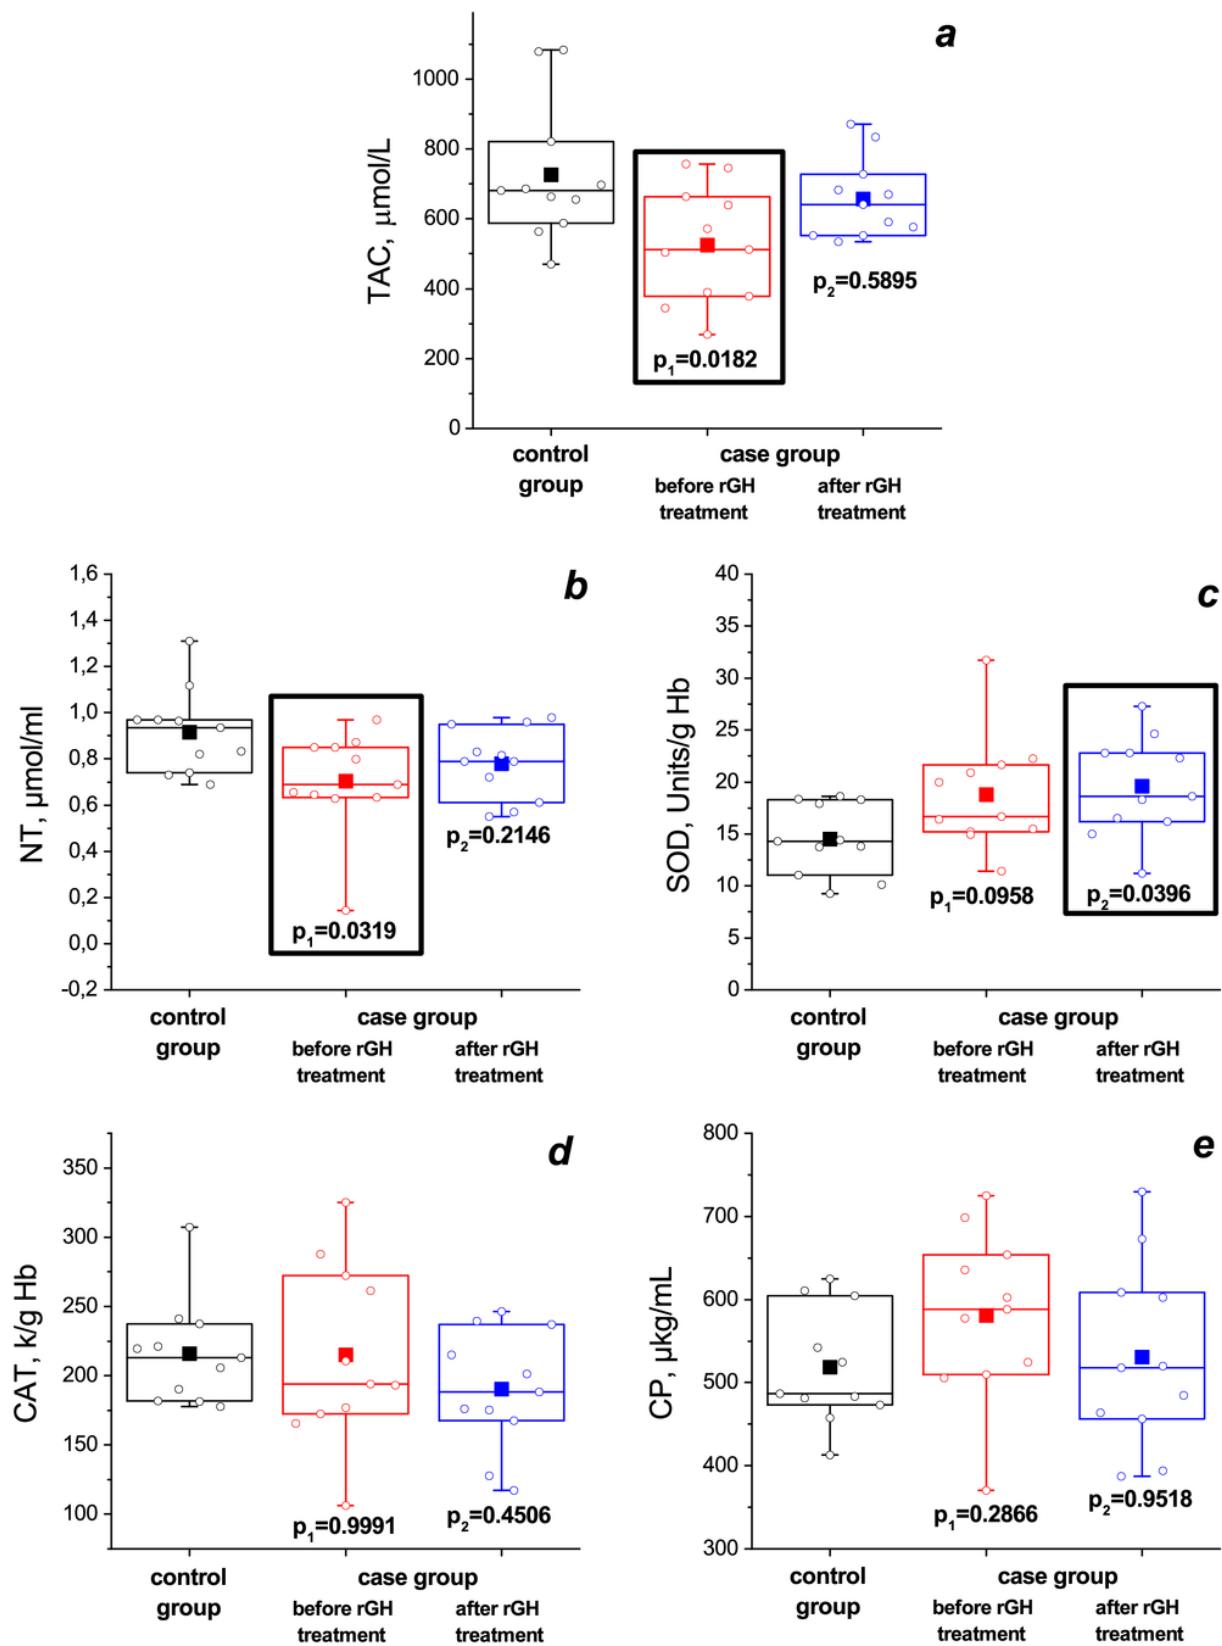 a
TAC, μmol/L
1000
800
600
400
200
0
p1=0.0182
p2=0.5895
control
group
case group
before rGH
treatment
after rGH
treatment
b
NT, μmol/ml
1,6
1,4
1,2
1,0
0,8
0,6
0,4
0,2
0,0
-0,2
p1=0.0319
p2=0.2146
control
group
case group
before rGH
treatment
after rGH
treatment
c
SOD, Units/g Hb
40
35
30
25
20
15
10
5
0
p1=0.0958
p2=0.0396
control
group
case group
before rGH
treatment
after rGH
treatment
d
CAT, k/g Hb
350
300
250
200
150
100
p1=0.9991
p2=0.4506
control
group
case group
before rGH
treatment
after rGH
treatment
e
CP, μkg/mL
800
700
600
500
400
300
p1=0.2866
p2=0.9518
control
group
case group
before rGH
treatment
after rGH
treatment